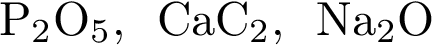 P₂O₅, CaC₂, Na₂O